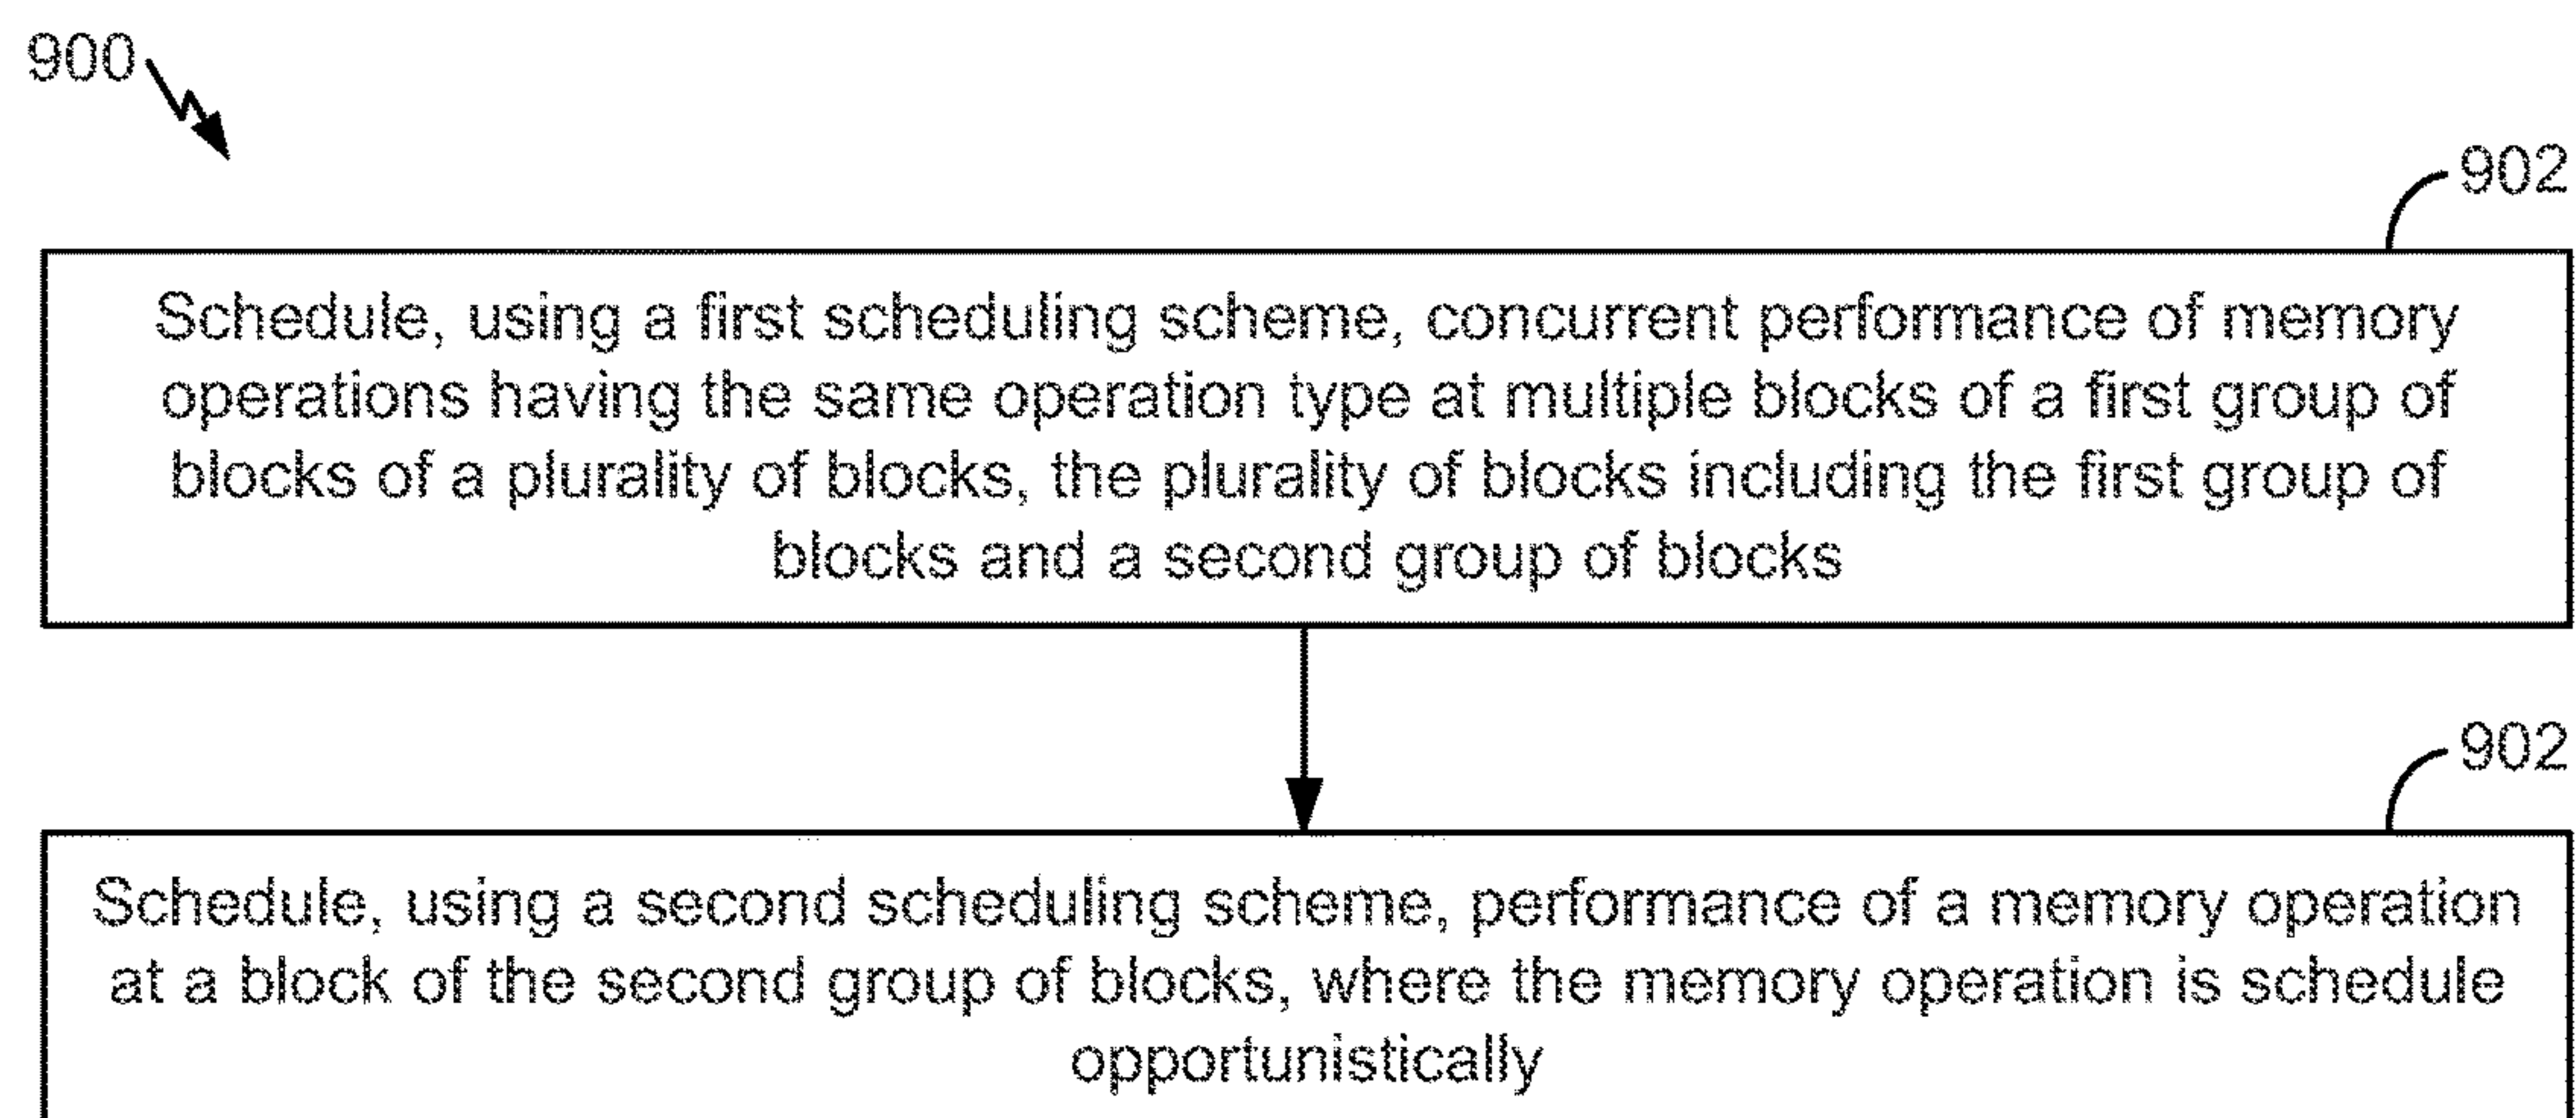 900
902
Schedule, using a first scheduling scheme, concurrent performance of memory
operations having the same operation type at multiple blocks of a first group of
blocks of a plurality of blocks, the plurality of blocks including the first group of
blocks and a second group of blocks
902
Schedule, using a second scheduling scheme, performance of a memory operation
at a block of the second group of blocks, where the memory operation is schedule
opportunistically